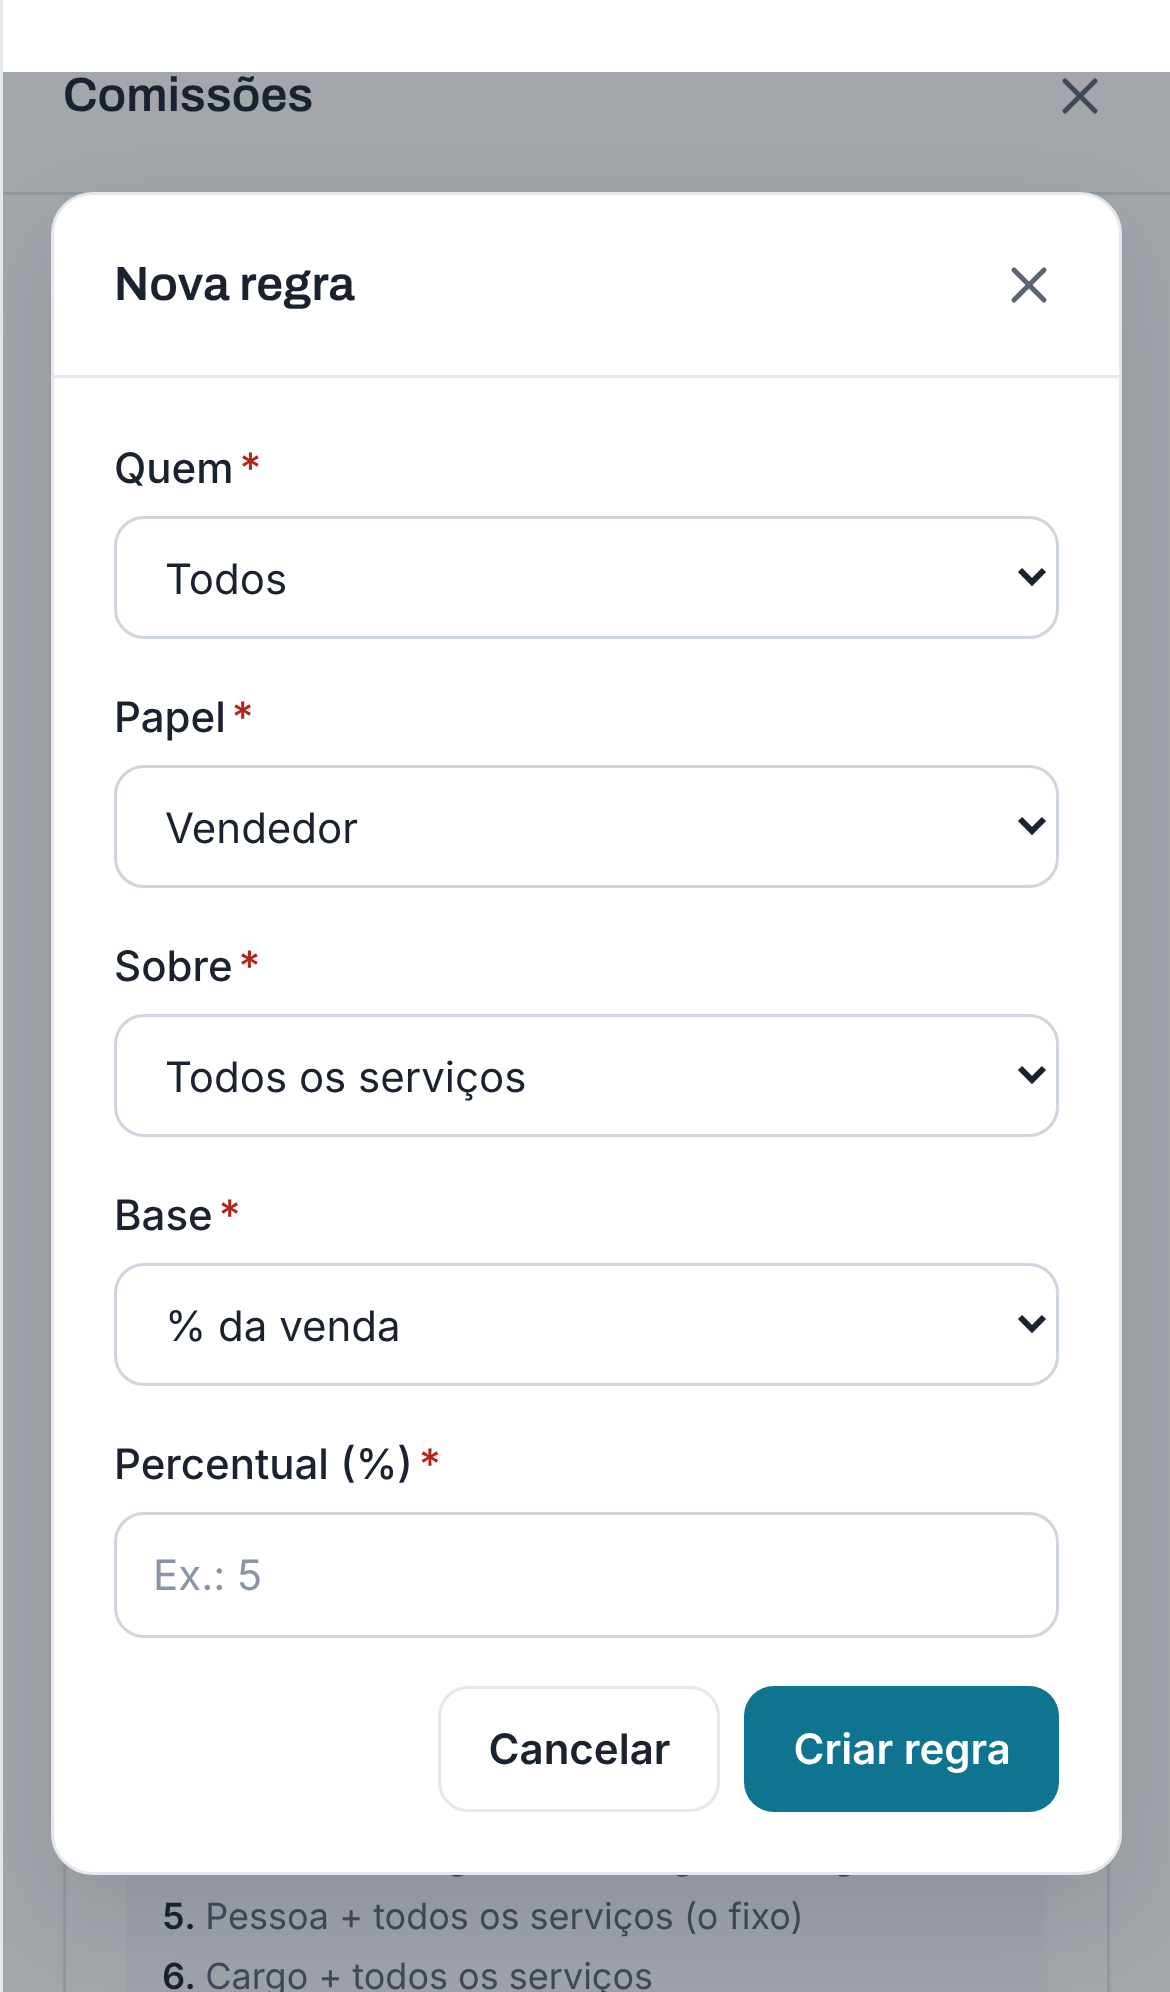 Comissões
Nova regra
Quem *
Todos
Papel *
Vendedor
Sobre *
Todos os serviços
Base *
% da venda
Percentual (%) *
Ex.: 5
Cancelar
Criar regra
5. Pessoa + todos os serviços (o fixo)
6. Cargo + todos os serviços